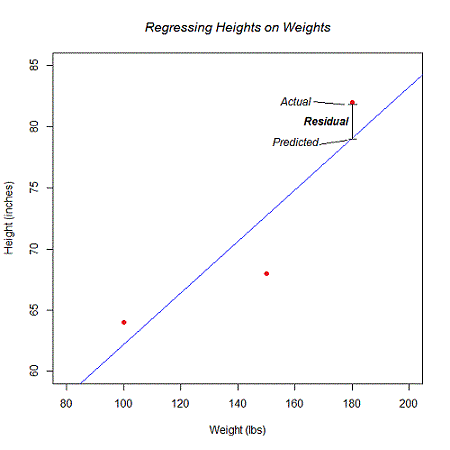 Regressing Heights on Weights
85
80
75
70
65
60
Height (inches)
Actual
Residual
Predicted
80 100 120 140 160 180 200
Weight (lbs)